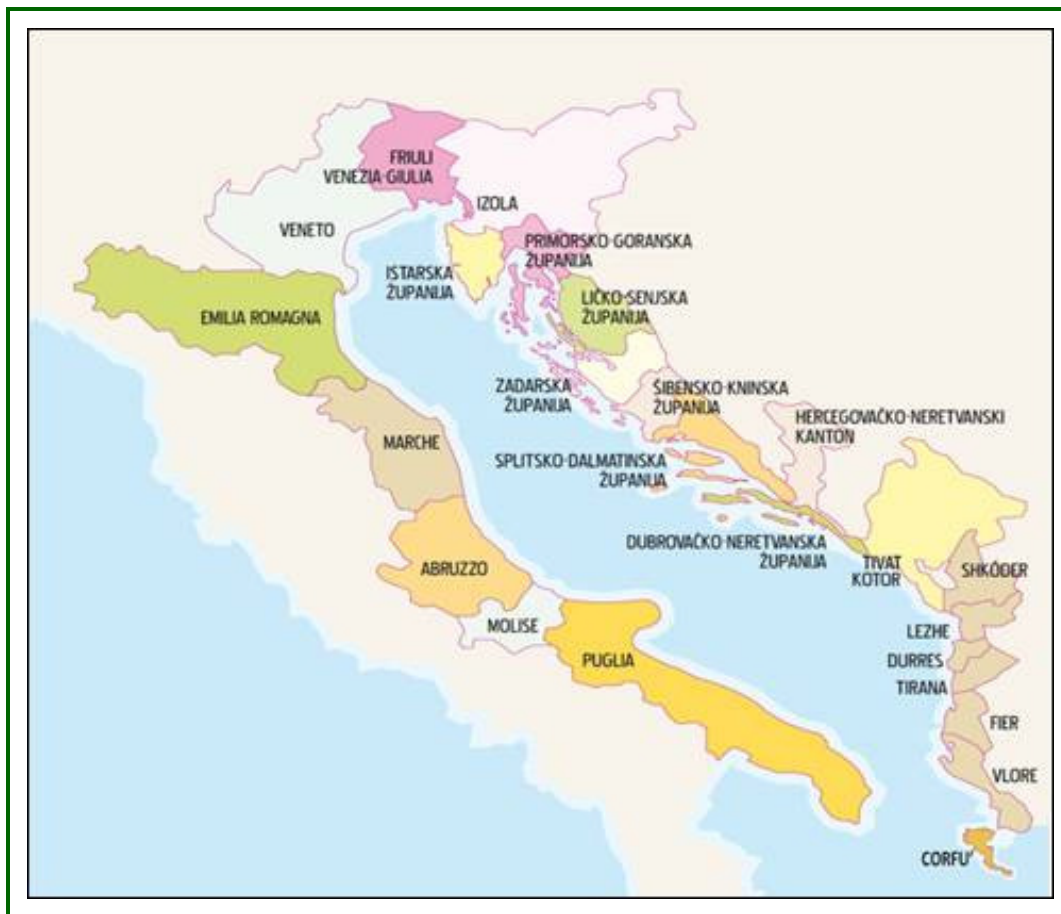 FRIULI
VENEZIA-GIULIA
IZOLA
VENETO
PRIMORSKO-GORANSKA
ŽUPANIJA
ISTARSKA
ŽUPANIJA
LIČKO-SENJSKA
ŽUPANIJA
EMILIA ROMAGNA
ZADARSKA
ŽUPANIJA
ŠIBENSKO-KNINSKA
ŽUPANIJA
HERCEGOVAČKO-NERETVANSKI
KANTON
MARCHE
SPLITSKO-DALMATINSKA
ŽUPANIJA
DUBROVAČKO-NERETVANSKA
ŽUPANIJA
TIVAT
KOTOR
SHKÖDER
ABRUZZO
MOLISE
LEZHE
PUGLIA
DURRES
TIRANA
FIER
VLORE
CORFU'